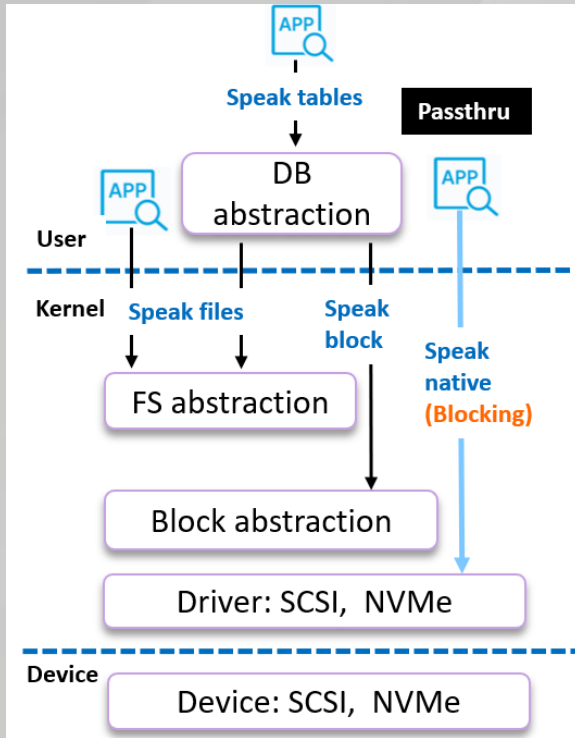 APP
Speak tables
Passthru
DB
abstraction
APP
APP
User
Kernel
Speak files
Speak
block
Speak
native
(Blocking)
FS abstraction
Block abstraction
Driver: SCSI, NVMe
Device
Device: SCSI, NVMe